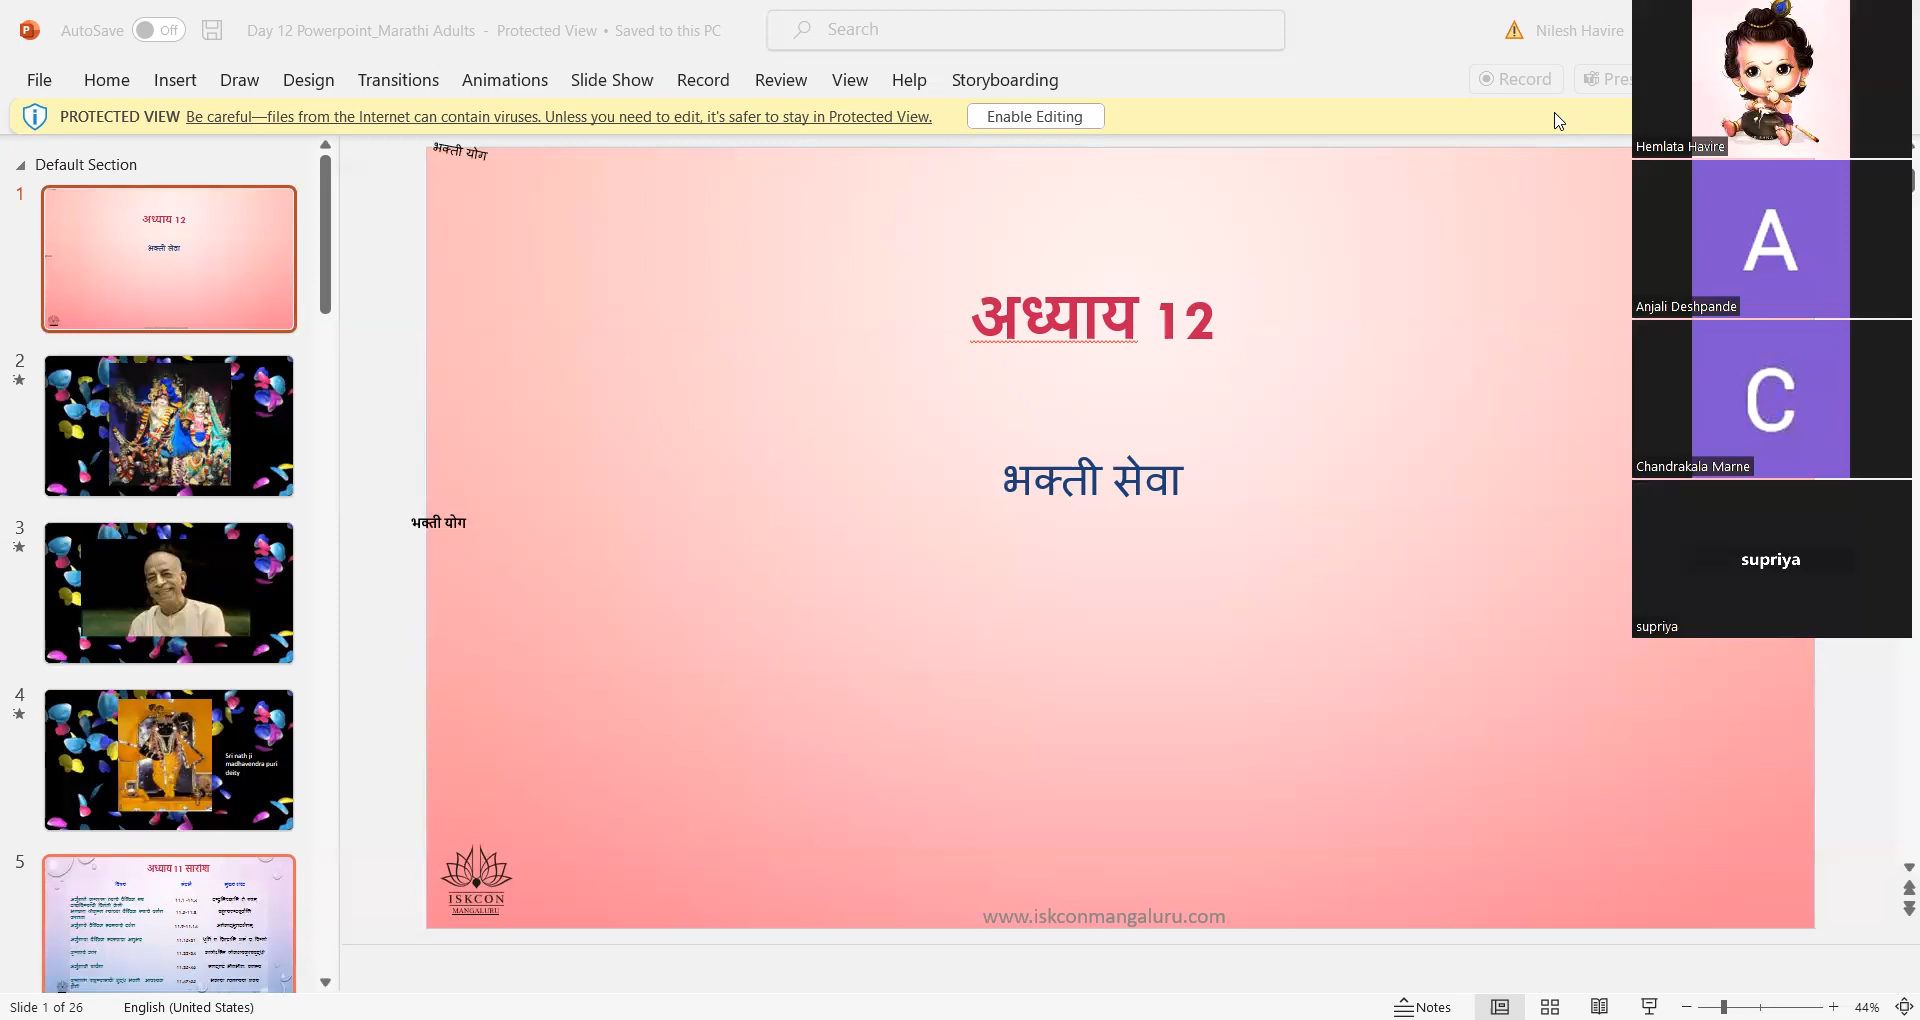 AutoSave Off Day 12 Powerpoint_Marathi Adults - Protected View • Saved to this PC Search Nilesh Havire
File Home Insert Draw Design Transitions Animations Slide Show Record Review View Help Storyboarding Record
PROTECTED VIEW Be careful—files from the Internet can contain viruses. Unless you need to edit, it's safer to stay in Protected View. Enable Editing
Default Section
1
अध्याय 12
भक्ती सेवा
2
3
4
Sri nath ji
madhavendra puri
deity
5
अध्याय 11 सारांश
भक्ती योग
अध्याय 12
भक्ती सेवा
भक्ती योग
ISKCON
MANGALURU
www.iskconmangaluru.com
Hemlata Havire
A
Anjali Deshpande
C
Chandrakala Marne
supriya
supriya
Slide 1 of 26 English (United States) Notes 44%